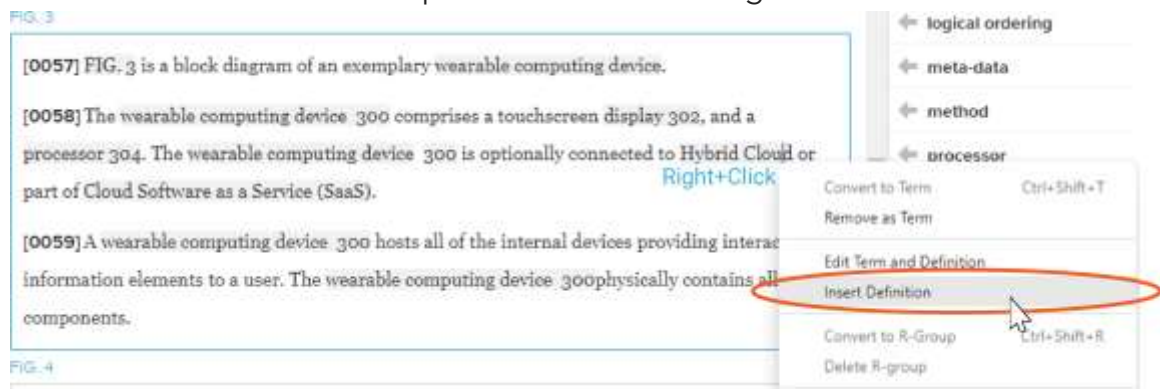 FIG. 3
[0057] FIG. 3 is a block diagram of an exemplary wearable computing device.
[0058] The wearable computing device 300 comprises a touchscreen display 302, and a
processor 304. The wearable computing device 300 is optionally connected to Hybrid Cloud or
part of Cloud Software as a Service (SaaS).
Right+Click
[0059] A wearable computing device 300 hosts all of the internal devices providing interac
information elements to a user. The wearable computing device 300physically contains all
components.
FIG. 4
logical ordering
meta-data
method
processor
Convert to Term Ctrl+Shift+T
Remove as Term
Edit Term and Definition
Insert Definition
Convert to R-Group Ctrl+Shift+R
Delete R-group